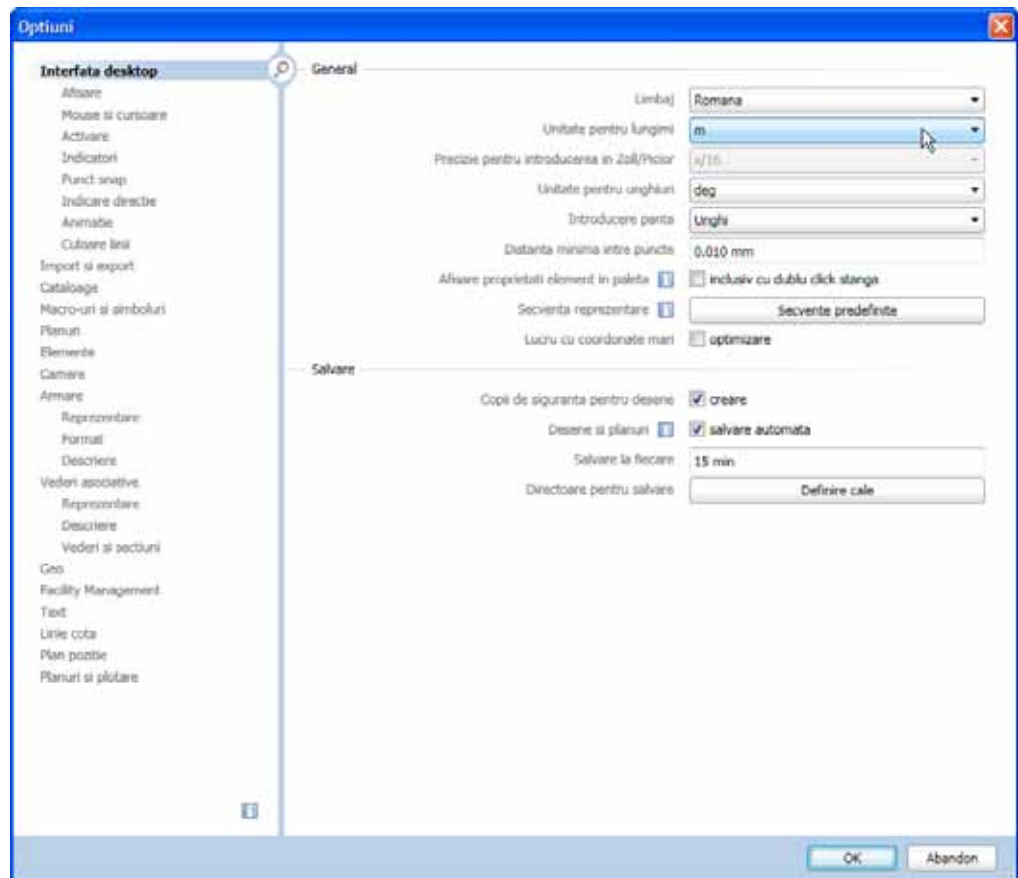 Optiuni
Interfata desktop
Afisare
Mouse si cursoare
Activare
Indicatori
Punct snap
Indicare directie
Animatie
Culoare linii
Import si export
Cataloage
Macro-uri si simboluri
Planuri
Elemente
Camere
Armare
Reprezentare
Format
Descriere
Vederi asociative
Reprezentare
Descriere
Vederi si sectiuni
Geo
Facility Management
Text
Linie cota
Plan pozitie
Planuri si plotare
General
Limbaj Romana
Unitate pentru lungimi m
Precizie pentru introducerea in Zoll/Picior x/16
Unitate pentru unghiuri deg
Introducere panta Unghi
Distanta minima intre puncte 0.010 mm
Afisare proprietati element in paleta inclusiv cu dublu click stanga
Secventa reprezentare Secvente predefinite
Lucru cu coordonate mari optimizare
Salvare
Copii de siguranta pentru desene creare
Desene si planuri salvare automata
Salvare la fiecare 15 min
Directoare pentru salvare Definire cale
OK Abandon